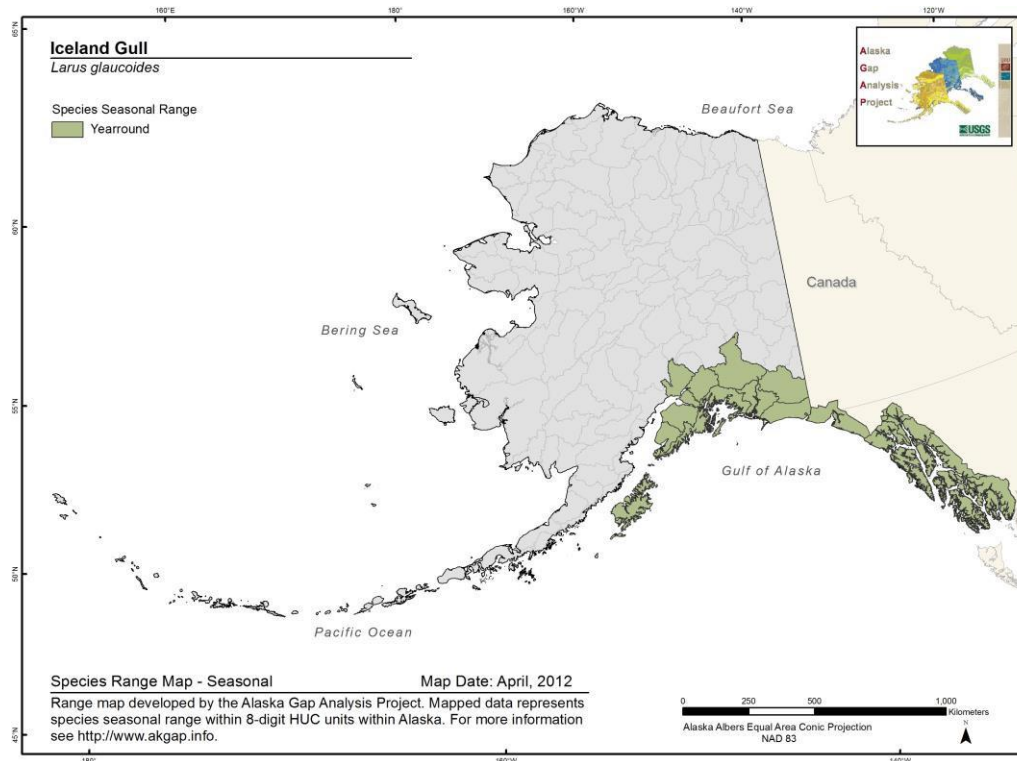 160°E
180°
160°W
140°W
120°W
65°N
Iceland Gull
Larus glaucoides
Species Seasonal Range
Yearround
Beaufort Sea
Alaska
Gap
Analysis
Project
USGS
60°N
Canada
Bering Sea
55°N
Gulf of Alaska
50°N
Pacific Ocean
Species Range Map - Seasonal Map Date: April, 2012
Range map developed by the Alaska Gap Analysis Project. Mapped data represents
species seasonal range within 8-digit HUC units within Alaska. For more information
see http://www.akgap.info.
0 250 500 1,000
Kilometers
Alaska Albers Equal Area Conic Projection
NAD 83
N
45°N
180°
160°W
140°W